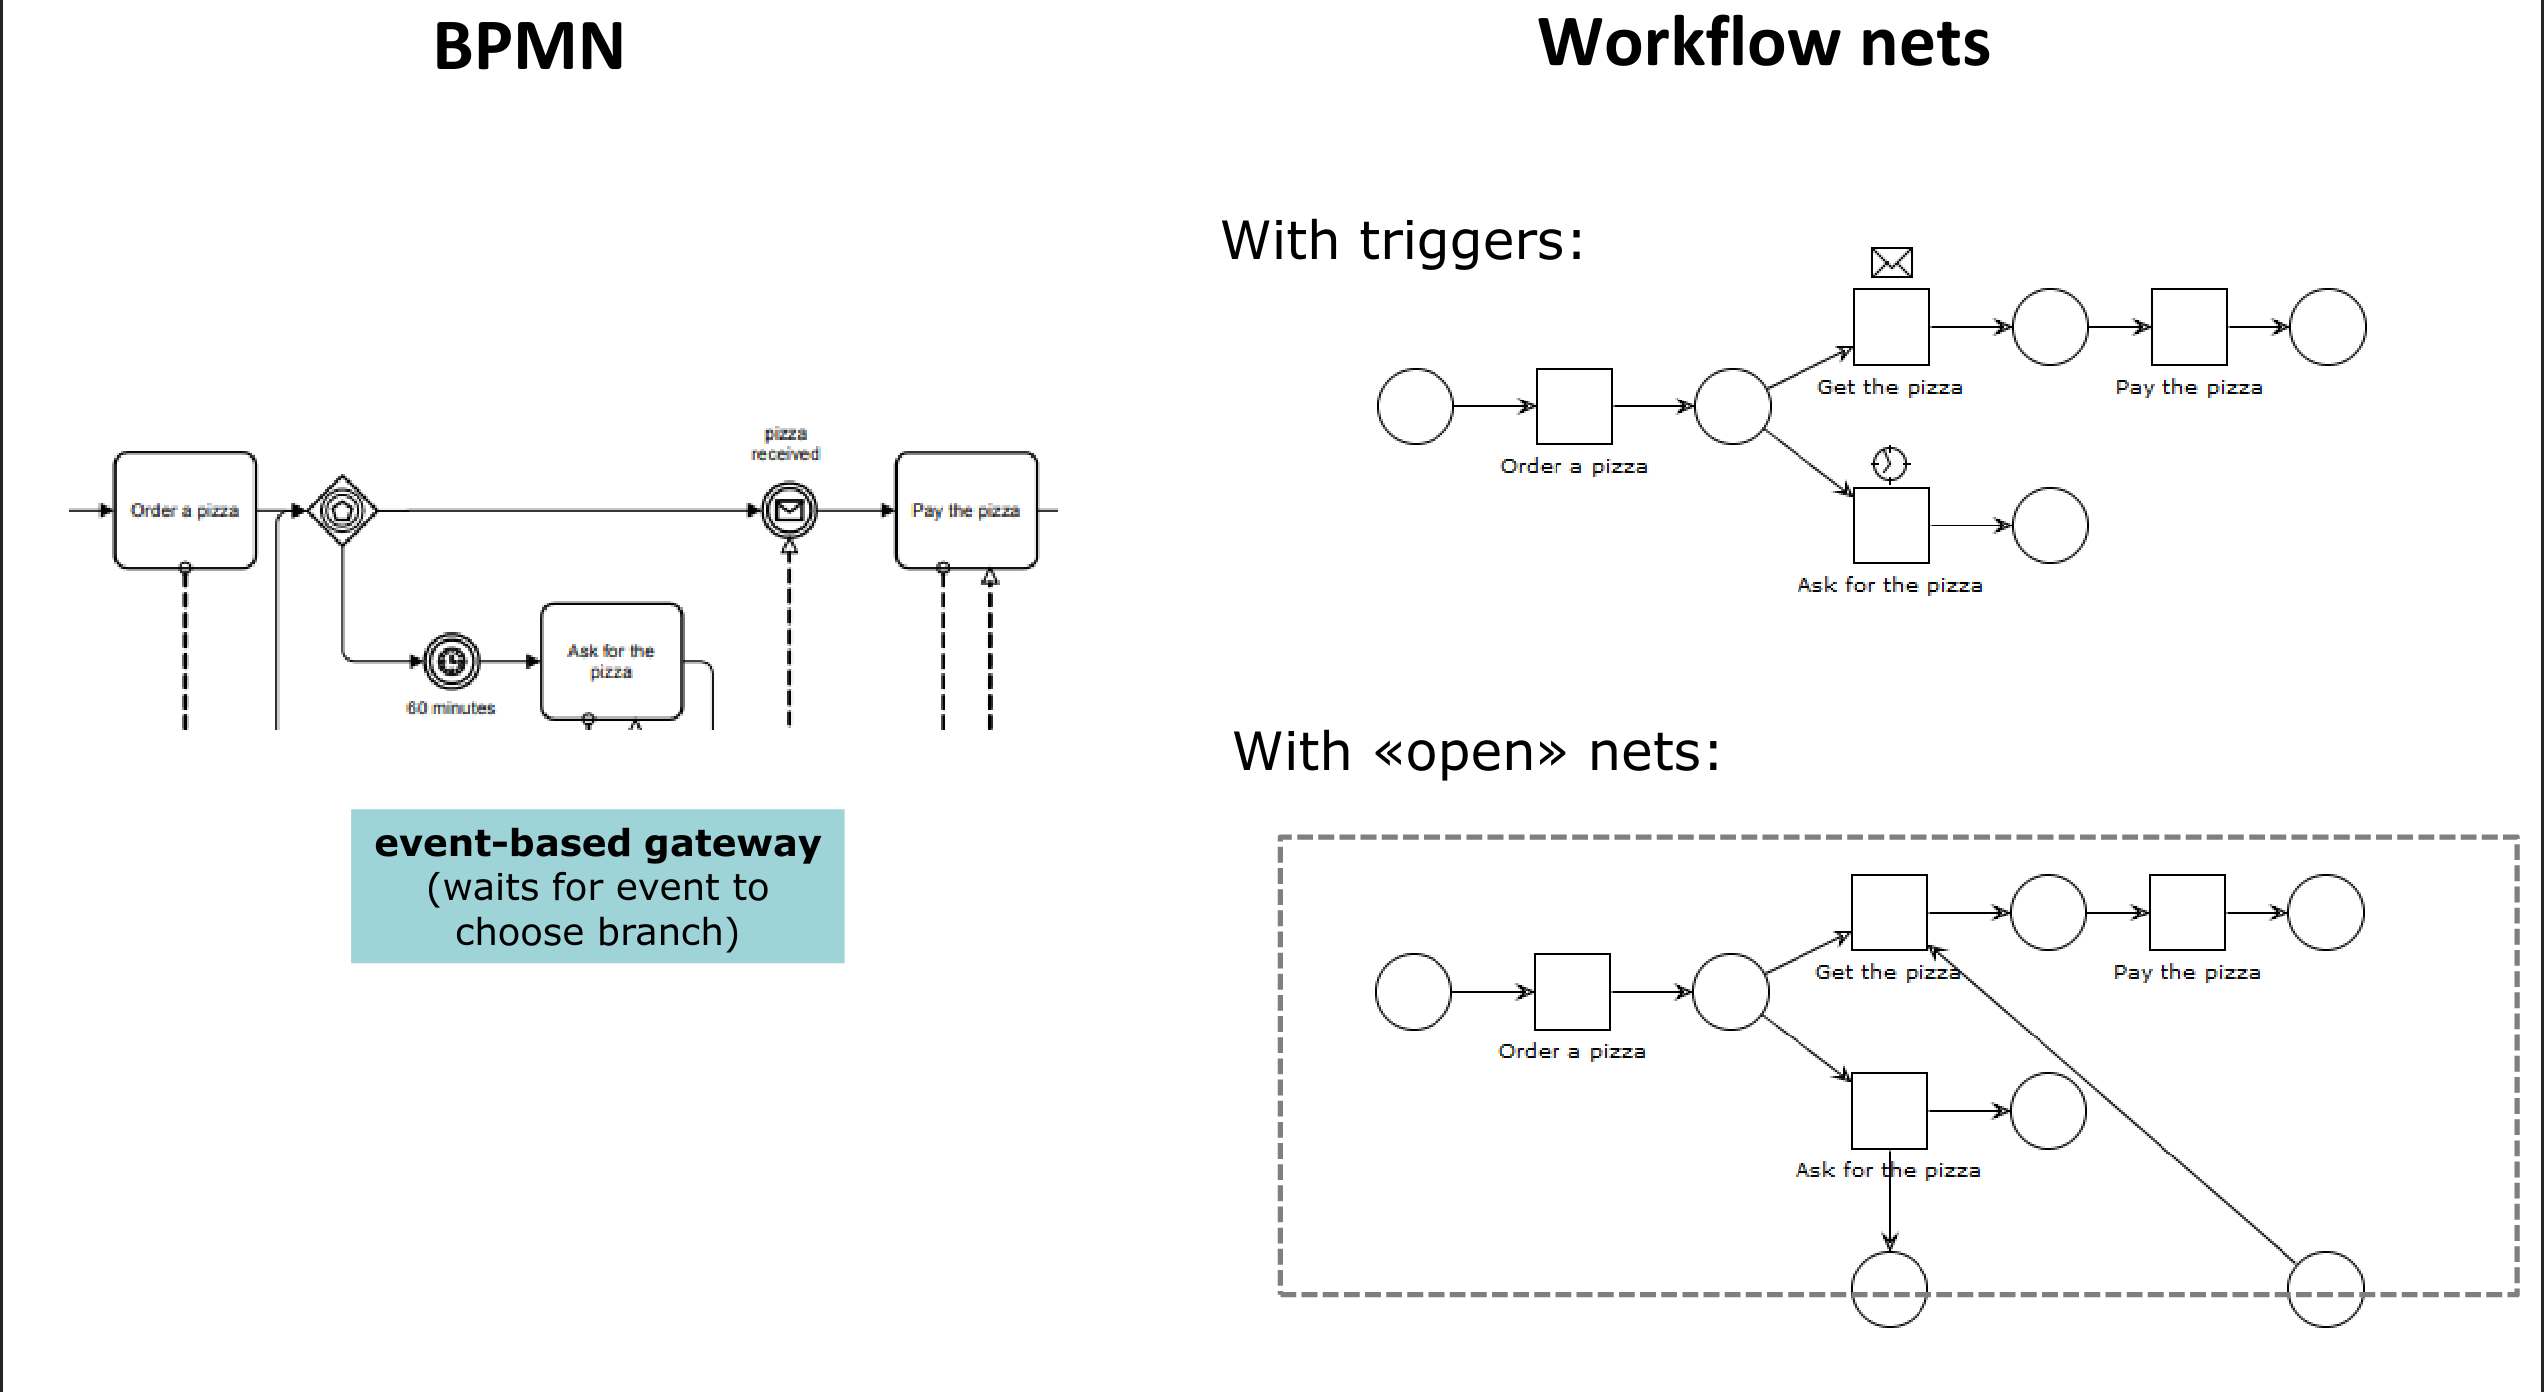 BPMN
Order a pizza
pizza
received
Pay the pizza
60 minutes
Ask for the
pizza
event-based gateway
(waits for event to
choose branch)
Workflow nets
With triggers:
Order a pizza
Get the pizza
Pay the pizza
Ask for the pizza
With «open» nets:
Order a pizza
Get the pizza
Pay the pizza
Ask for the pizza